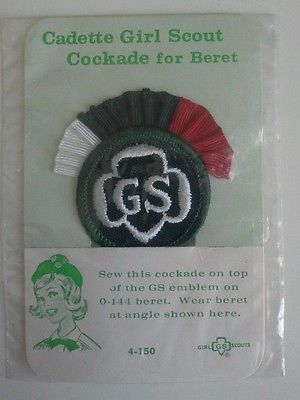 Cadette Girl Scout
Cockade for Beret
GS
Sew this cockade on top
of the GS emblem on
0-144 beret. Wear beret
at angle shown here.
4-150
GIRL GS SCOUTS
®